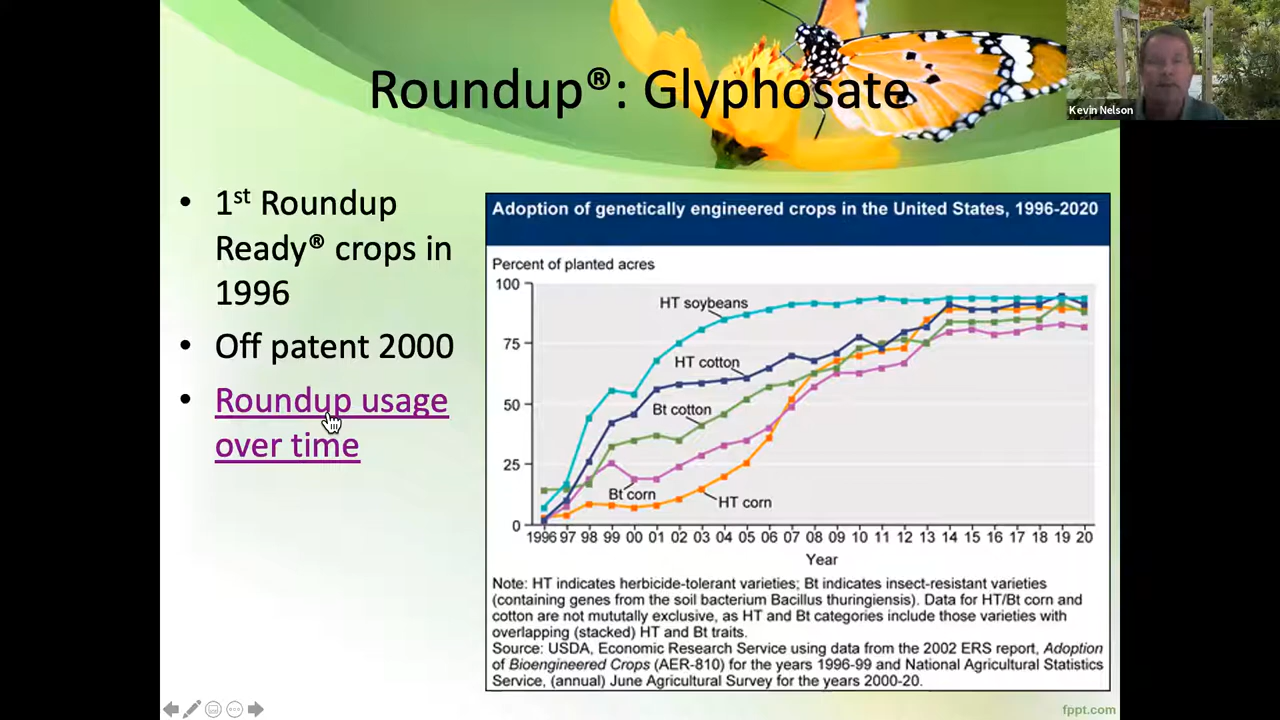 Roundup®: Glyphosate
Kevin Nelson
• 1st Roundup
Ready® crops in
1996
• Off patent 2000
• Roundup usage
over time
Adoption of genetically engineered crops in the United States, 1996-2020
Percent of planted acres
100
75
50
25
0
HT soybeans
HT cotton
Bt cotton
Bt corn
HT corn
1996 97 98 99 00 01 02 03 04 05 06 07 08 09 10 11 12 13 14 15 16 17 18 19 20
Year
Note: HT indicates herbicide-tolerant varieties; Bt indicates insect-resistant varieties
(containing genes from the soil bacterium Bacillus thuringiensis). Data for HT/Bt corn and
cotton are not mututally exclusive, as HT and Bt categories include those varieties with
overlapping (stacked) HT and Bt traits.
Source: USDA, Economic Research Service using data from the 2002 ERS report, Adoption
of Bioengineered Crops (AER-810) for the years 1996-99 and National Agricultural Statistics
Service, (annual) June Agricultural Survey for the years 2000-20.
fppt.com